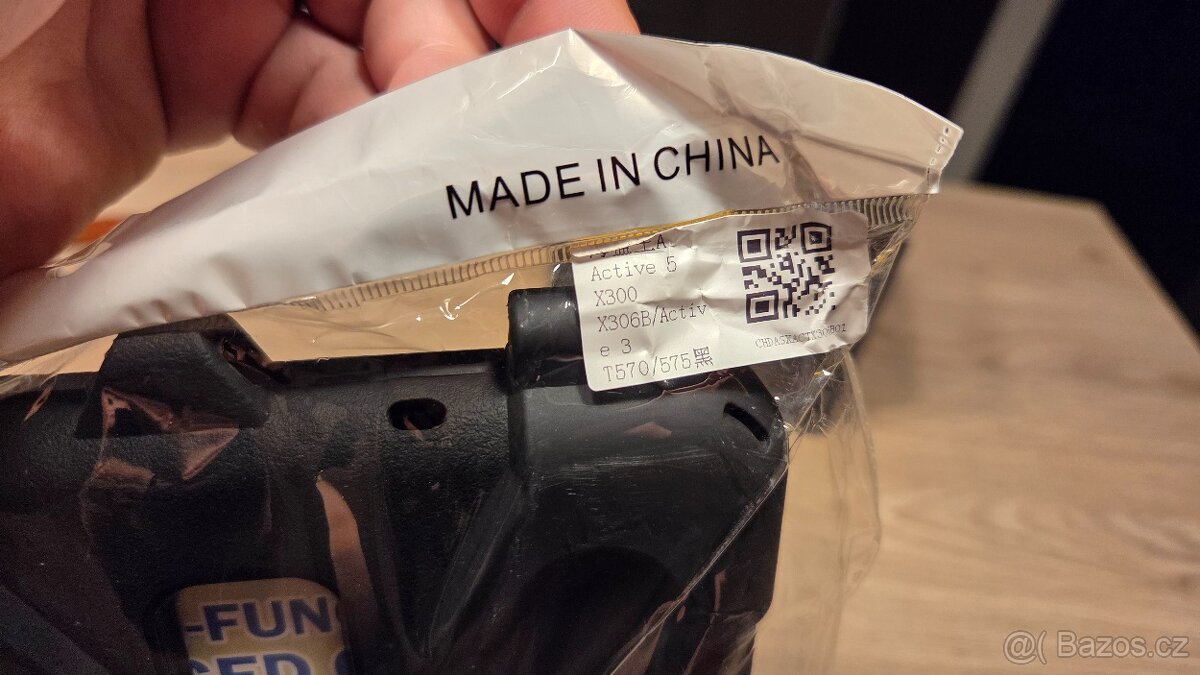 MADE IN CHINA
Active 5
X300
X306B/Activ
e 3
T570/575黑
-FUN
@( Bazos.cz